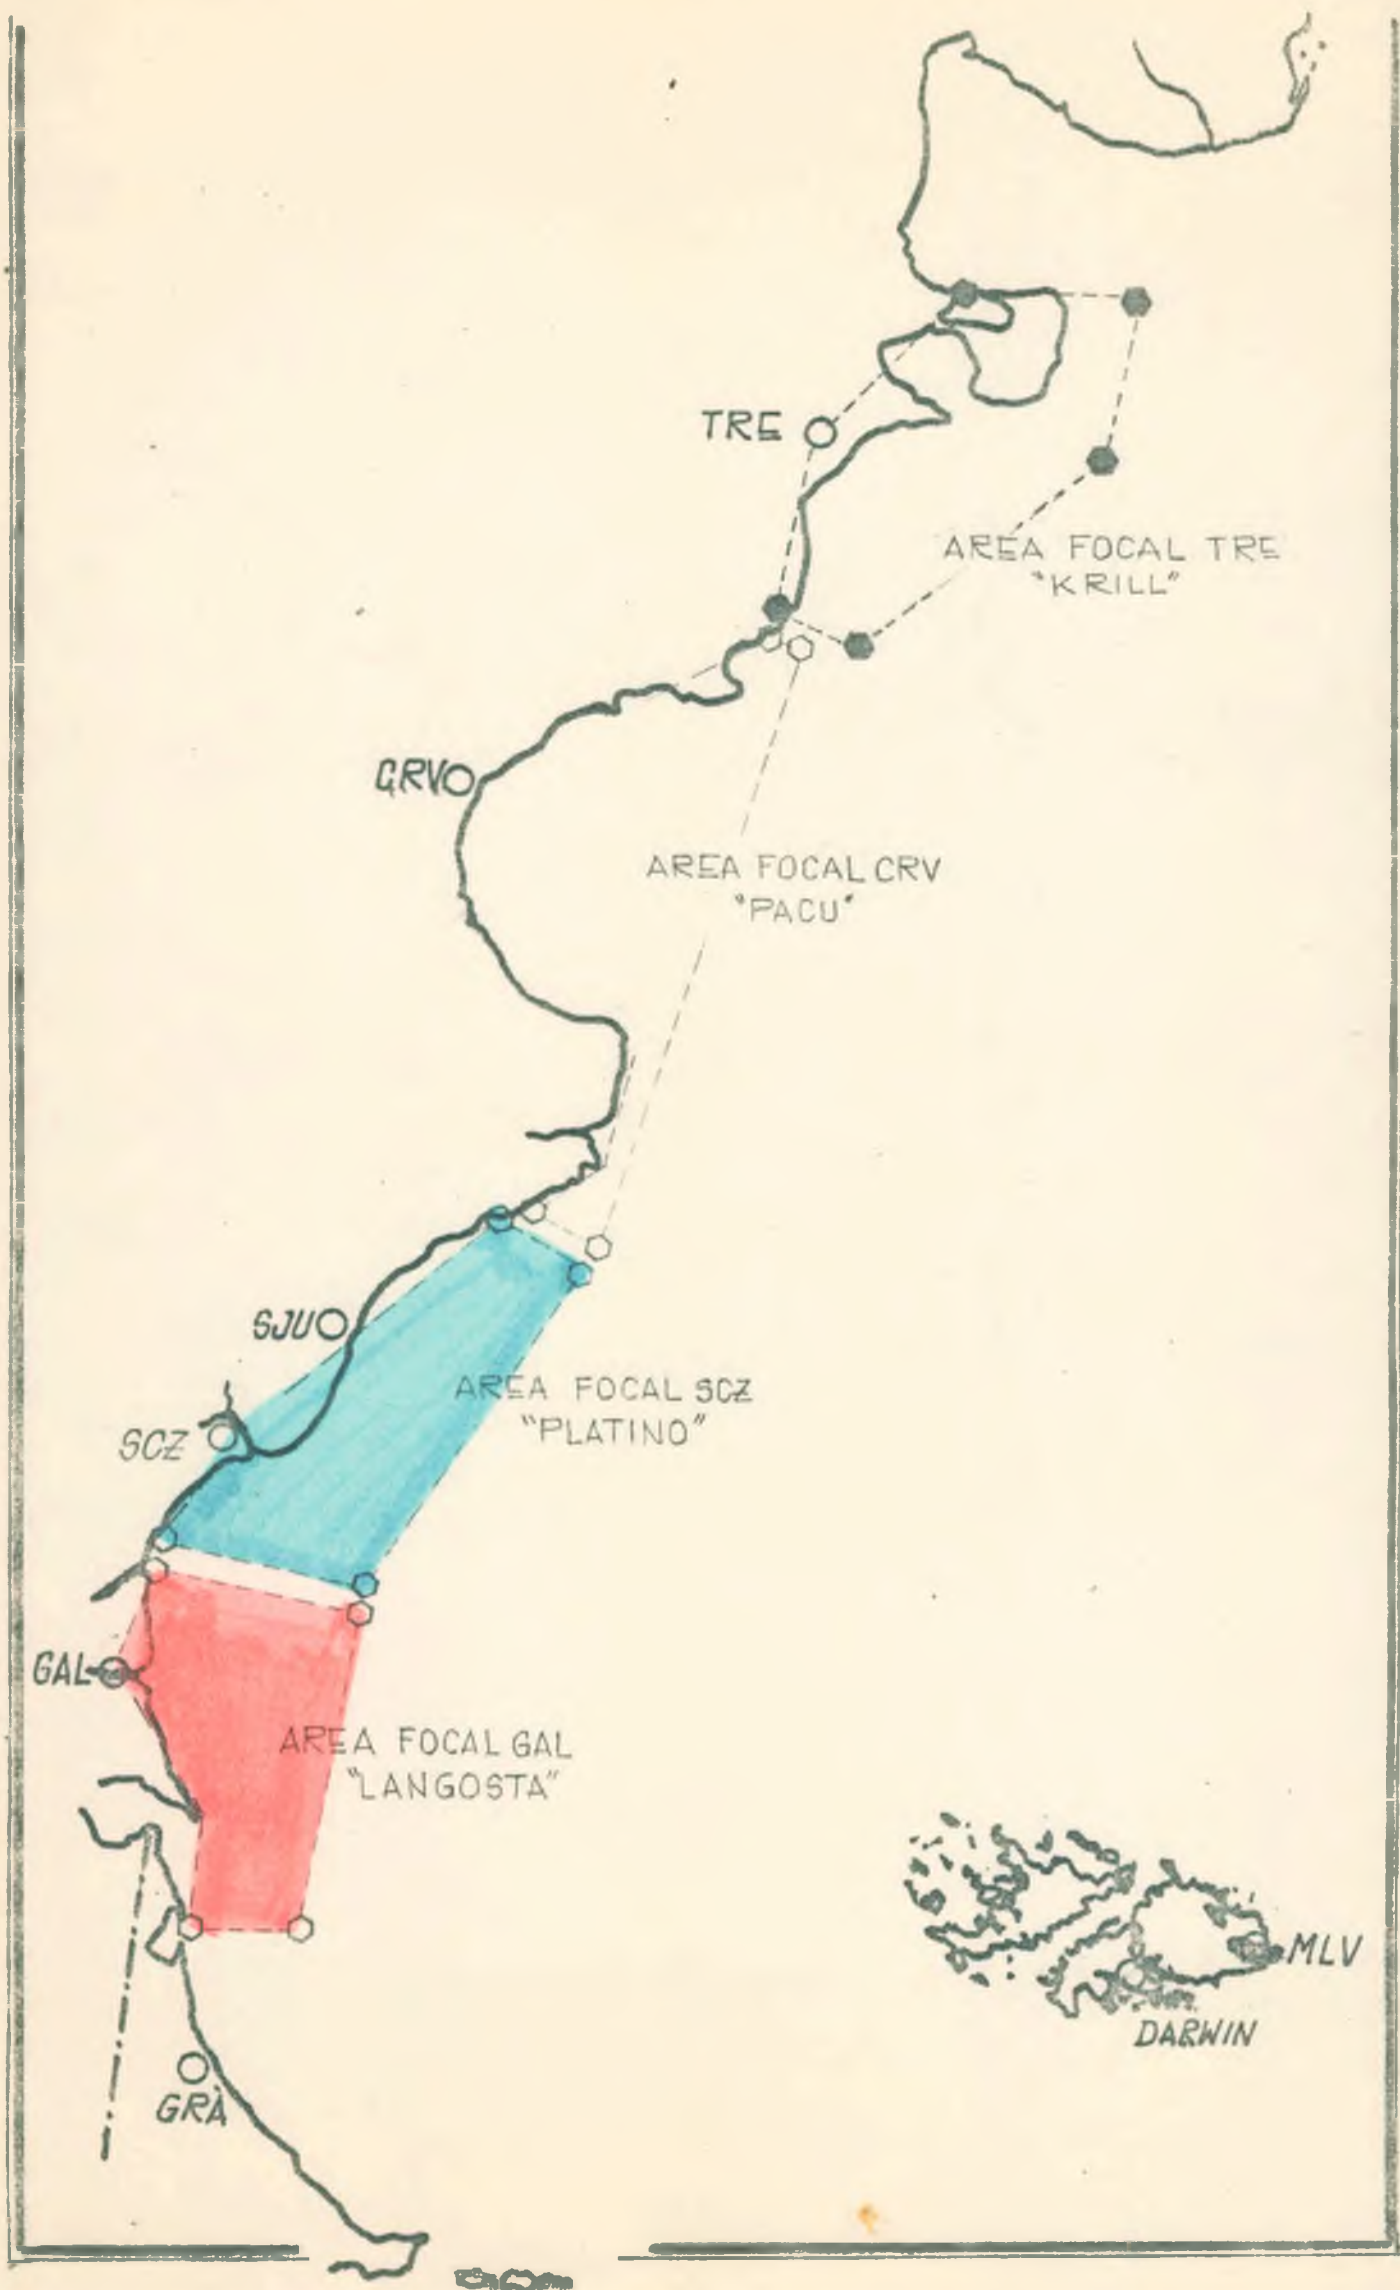 TRE
AREA FOCAL TRE
"KRILL"
CRV
AREA FOCAL CRV
"PACU"
SJU
AREA FOCAL SCZ
"PLATINO"
SCZ
GAL
AREA FOCAL GAL
"LANGOSTA"
MLV
DARWIN
GRA